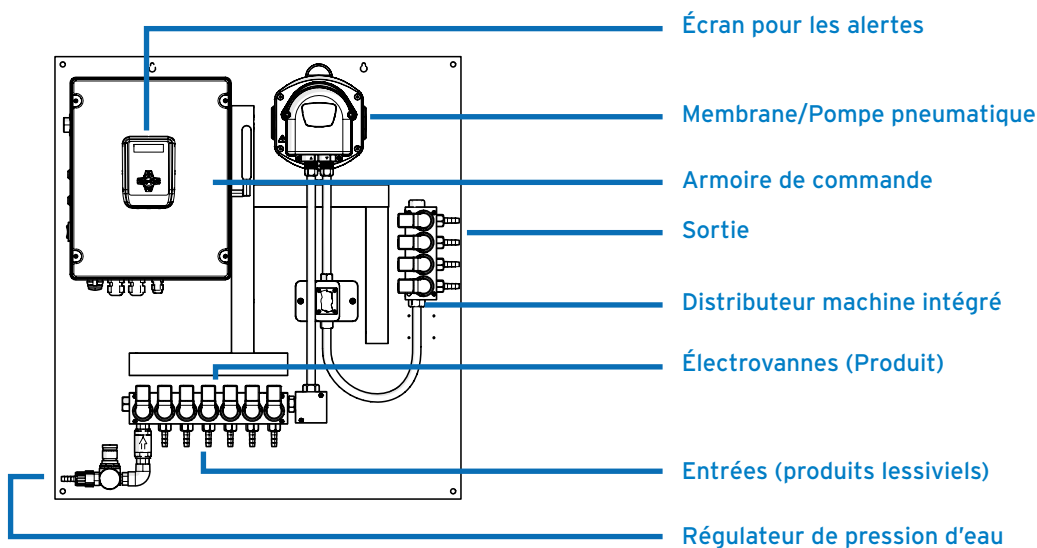 Écran pour les alertes
Membrane/Pompe pneumatique
Armoire de commande
Sortie
Distributeur machine intégré
Électrovannes (Produit)
Entrées (produits lessiviels)
Régulateur de pression d'eau